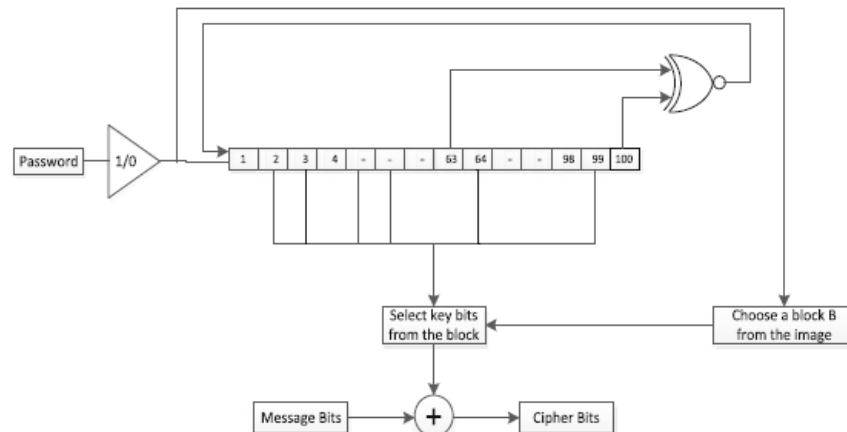 Password
1/0
1 2 3 4 - - - 63 64 - - 98 99 100
Select key bits
from the block
Choose a block B
from the image
Message Bits
+
Cipher Bits